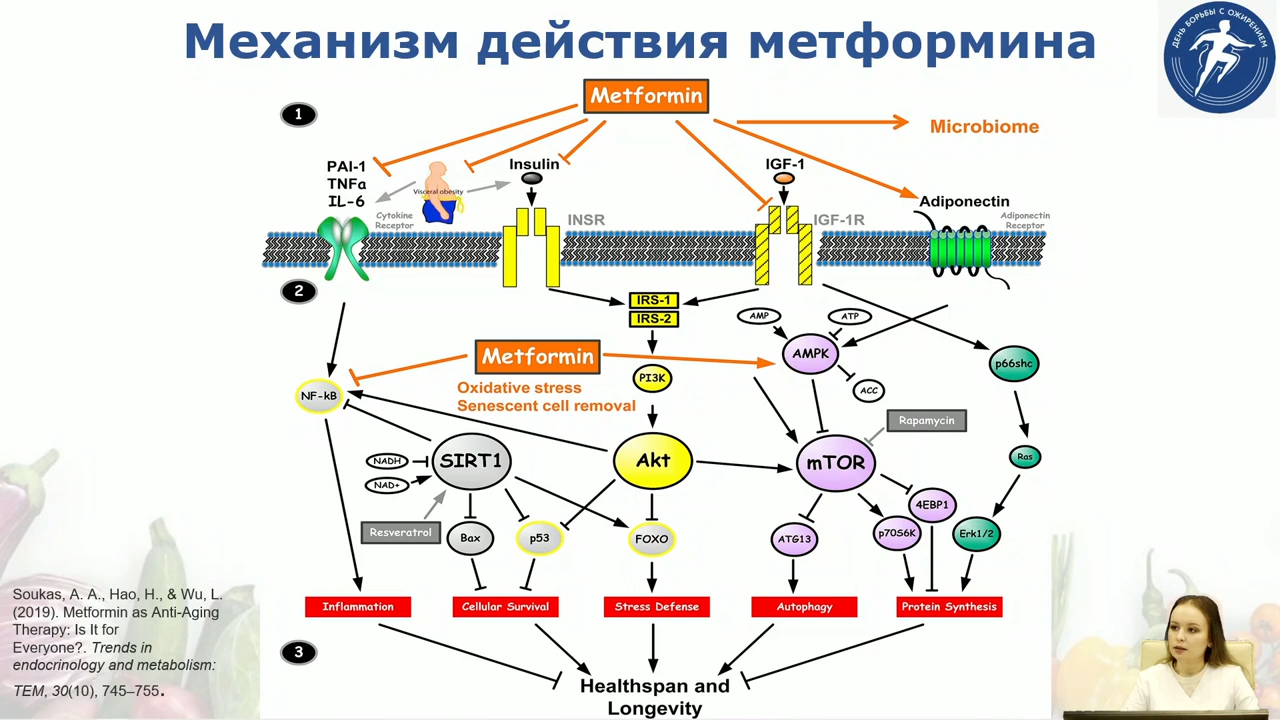 Механизм действия метформина
ДЕНЬ БОРЬБЫ С ОЖИРЕНИЕМ
1
Metformin
Microbiome
PAI-1
TNFa
IL-6
Visceral obesity
Insulin
IGF-1
Adiponectin
Cytokine
Receptor
INSR
IGF-1R
Adiponectin
Receptor
2
IRS-1
IRS-2
AMP
ATP
Metformin
AMPK
p66shc
Oxidative stress
Senescent cell removal
PI3K
ACC
NF-kB
Rapamycin
NADH
NAD+
SIRT1
Akt
mTOR
Ras
Resveratrol
Bax
p53
FOXO
ATG13
p70S6K
4EBP1
Erk1/2
Inflammation
Cellular Survival
Stress Defense
Autophagy
Protein Synthesis
3
Healthspan and
Longevity
Soukas, A. A., Hao, H., & Wu, L.
(2019). Metformin as Anti-Aging
Therapy: Is It for
Everyone?. Trends in
endocrinology and metabolism:
TEM, 30(10), 745–755.